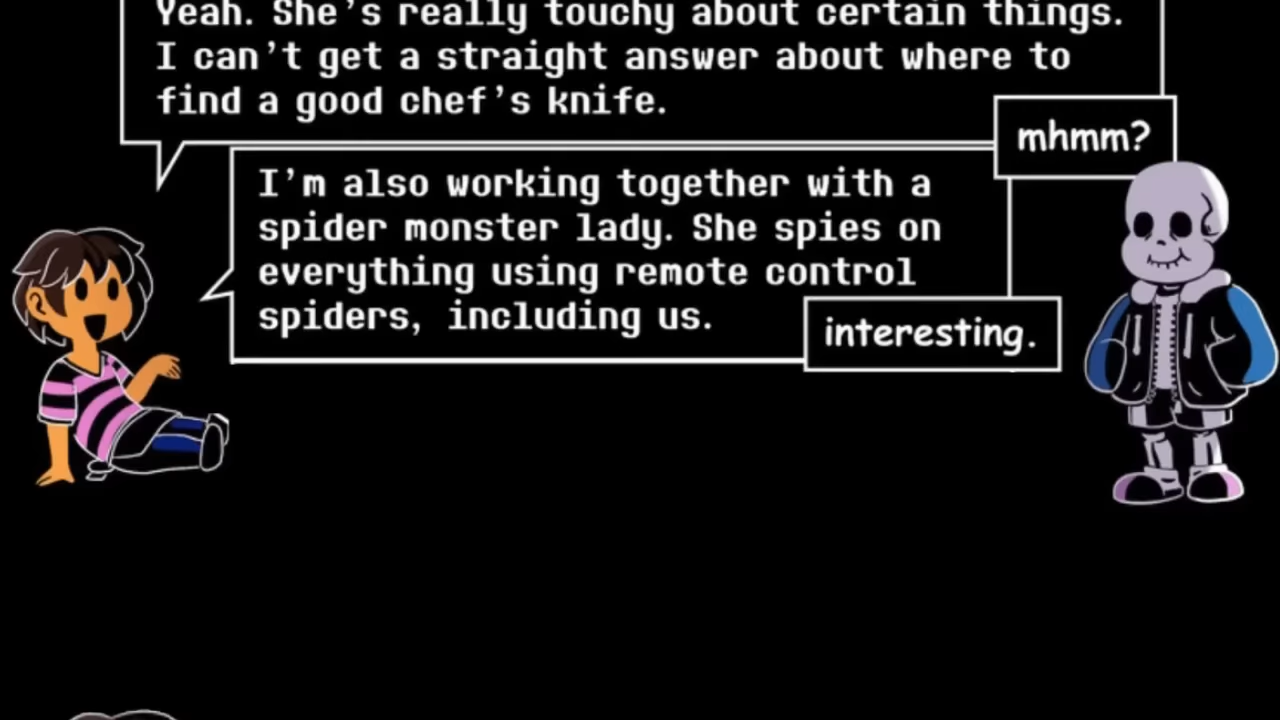 Yeah. She's really touchy about certain things.
I can't get a straight answer about where to
find a good chef's knife.
mhmm?
I'm also working together with a
spider monster lady. She spies on
everything using remote control
spiders, including us.
interesting.